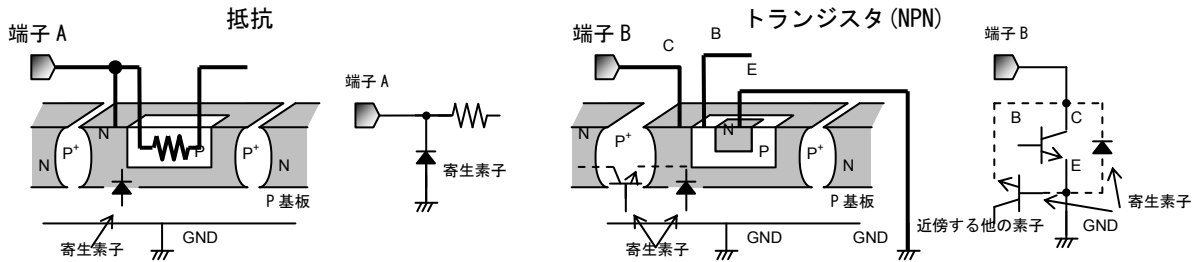 抵抗
端子 A
N
N
P⁺
P
P⁺
N
P 基板
寄生素子
GND
端子 A
寄生素子
トランジスタ (NPN)
端子 B
C
B
E
N
N
P⁺
N
P
P⁺
N
P 基板
寄生素子
GND
GND
端子 B
B
C
E
寄生素子
近傍する他の素子
GND